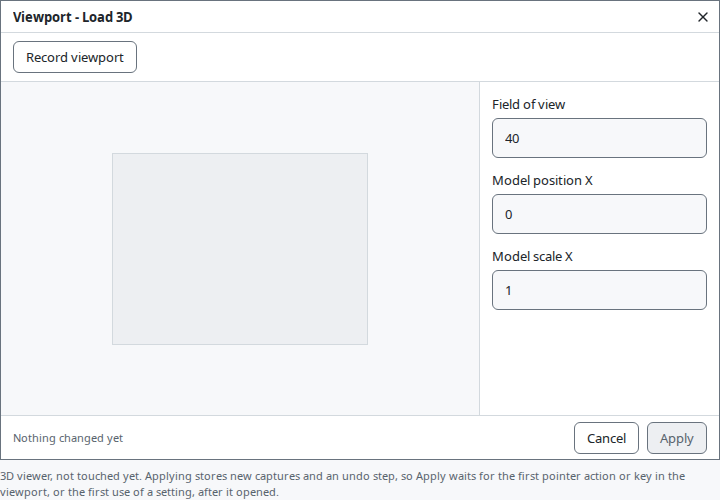 Viewport - Load 3D
Record viewport
Field of view
40
Model position X
0
Model scale X
1
Nothing changed yet
Cancel
Apply
3D viewer, not touched yet. Applying stores new captures and an undo step, so Apply waits for the first pointer action or key in the
viewport, or the first use of a setting, after it opened.